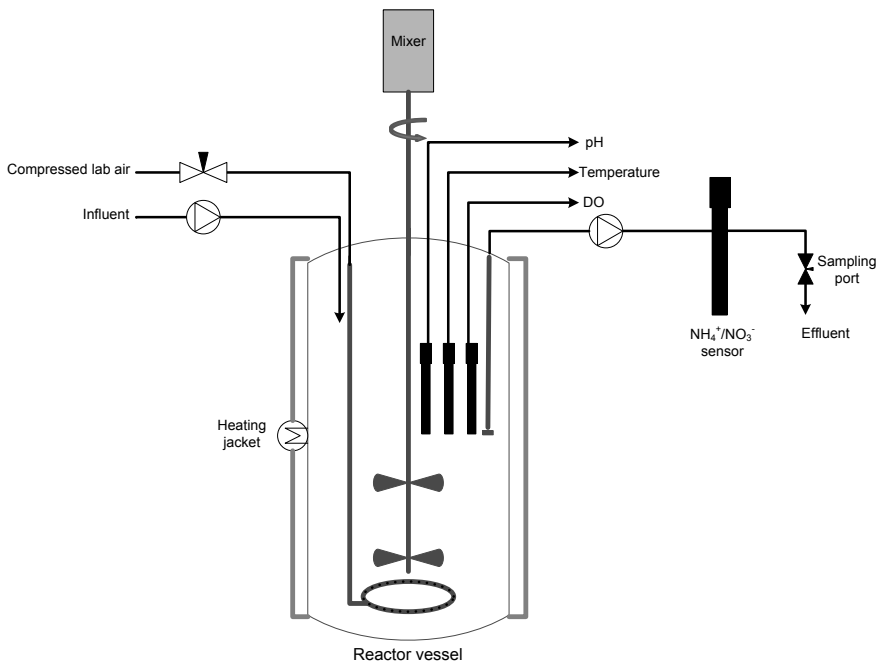 Mixer
pH
Compressed lab air
Temperature
Influent
DO
Sampling
port
NH₄⁺/NO₃⁻
sensor
Effluent
Heating
jacket
Reactor vessel